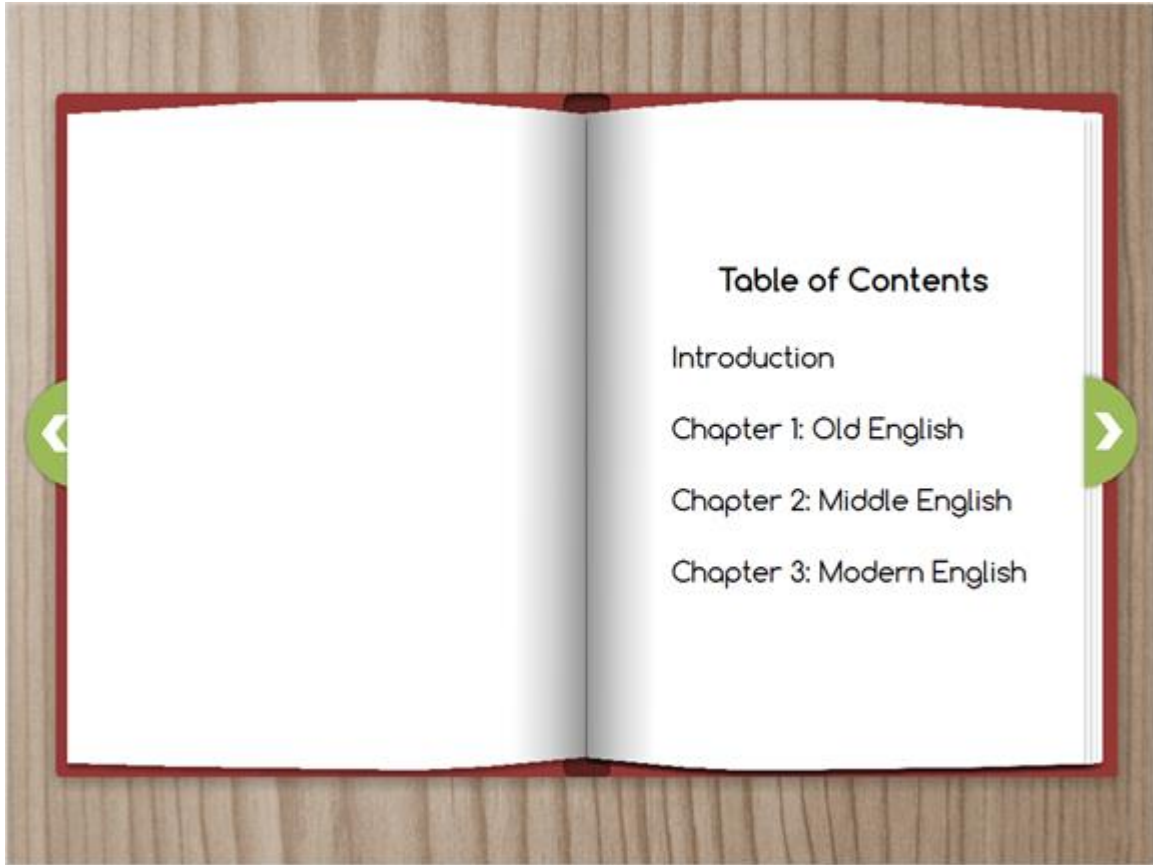 Table of Contents
Introduction
Chapter 1: Old English
Chapter 2: Middle English
Chapter 3: Modern English